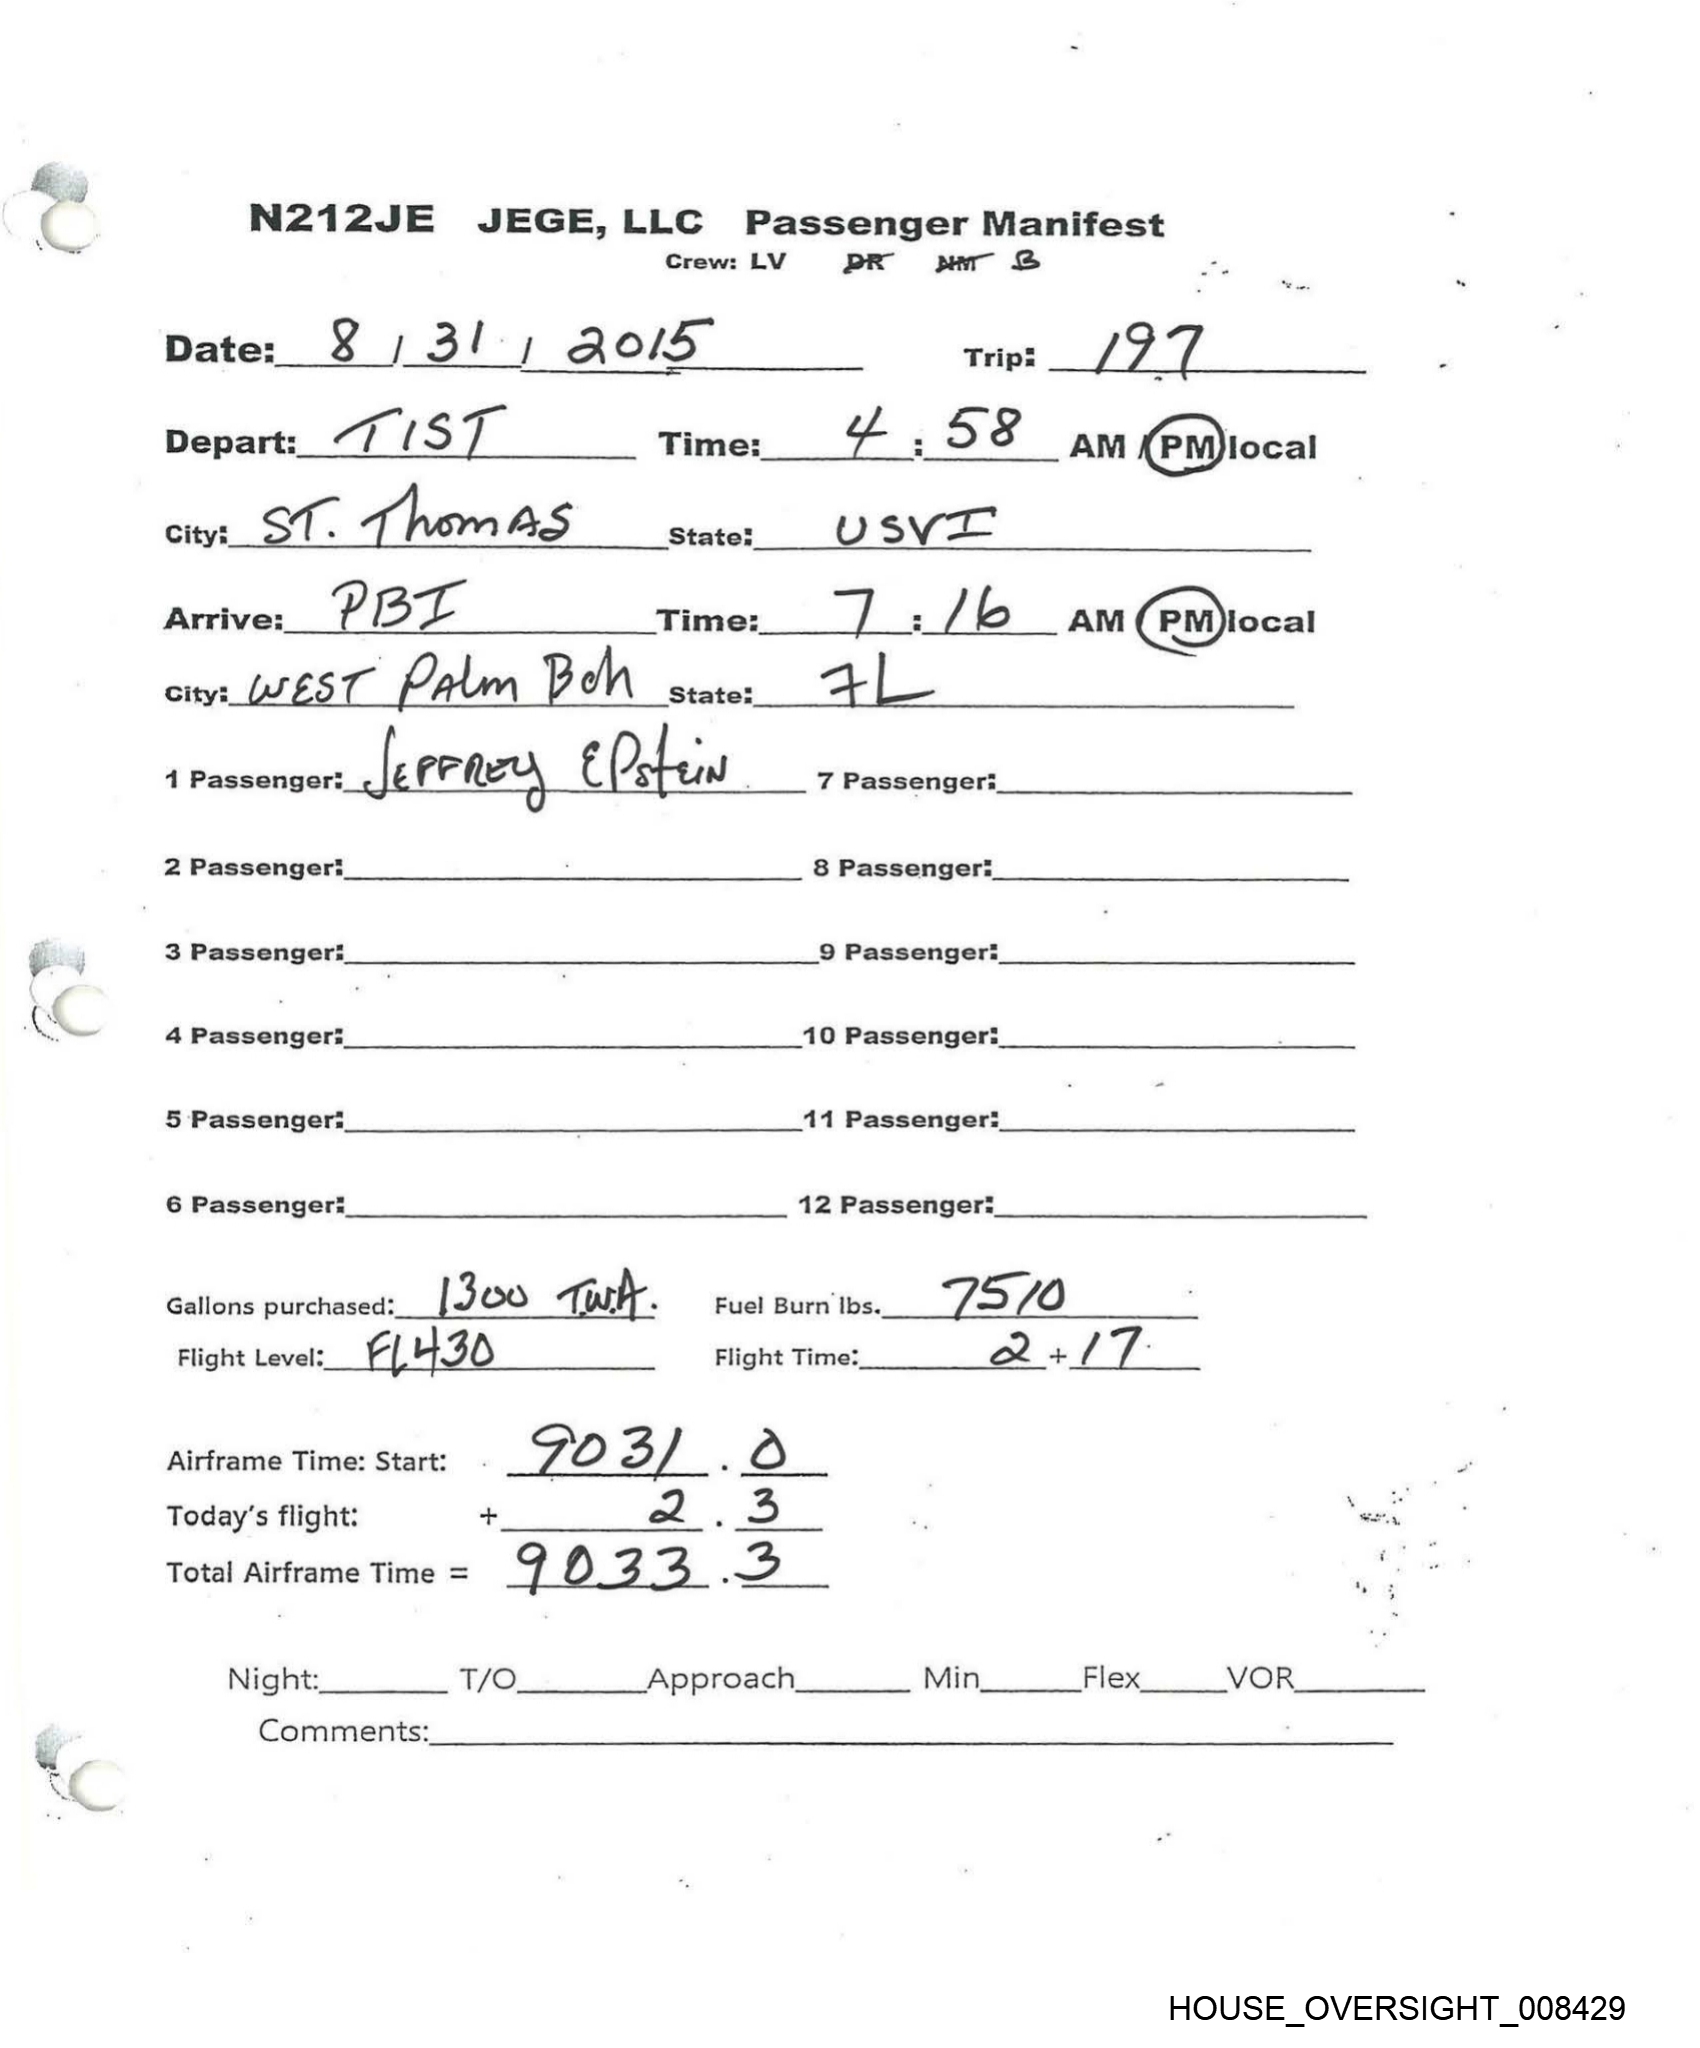 N212JE JEGE, LLC Passenger Manifest
Crew: LV DR NM B
Date: 8 / 31 / 2015 Trip: 197
Depart: TIST Time: 4 : 58 AM / PM local
City: ST. ThomAS State: USVI
Arrive: PBI Time: 7 : 16 AM PM local
City: WEST PAlm Bch State: FL
1 Passenger: JEFFREY EPstEIN 7 Passenger:
2 Passenger: 8 Passenger:
3 Passenger: 9 Passenger:
4 Passenger: 10 Passenger:
5 Passenger: 11 Passenger:
6 Passenger: 12 Passenger:
Gallons purchased: 1300 T.W.A. Fuel Burn lbs. 7510
Flight Level: FL430 Flight Time: 2 + 17
Airframe Time: Start: 9031 . 0
Today's flight: + 2 . 3
Total Airframe Time = 9033 . 3
Night: T/O Approach Min Flex VOR
Comments:
HOUSE_OVERSIGHT_008429